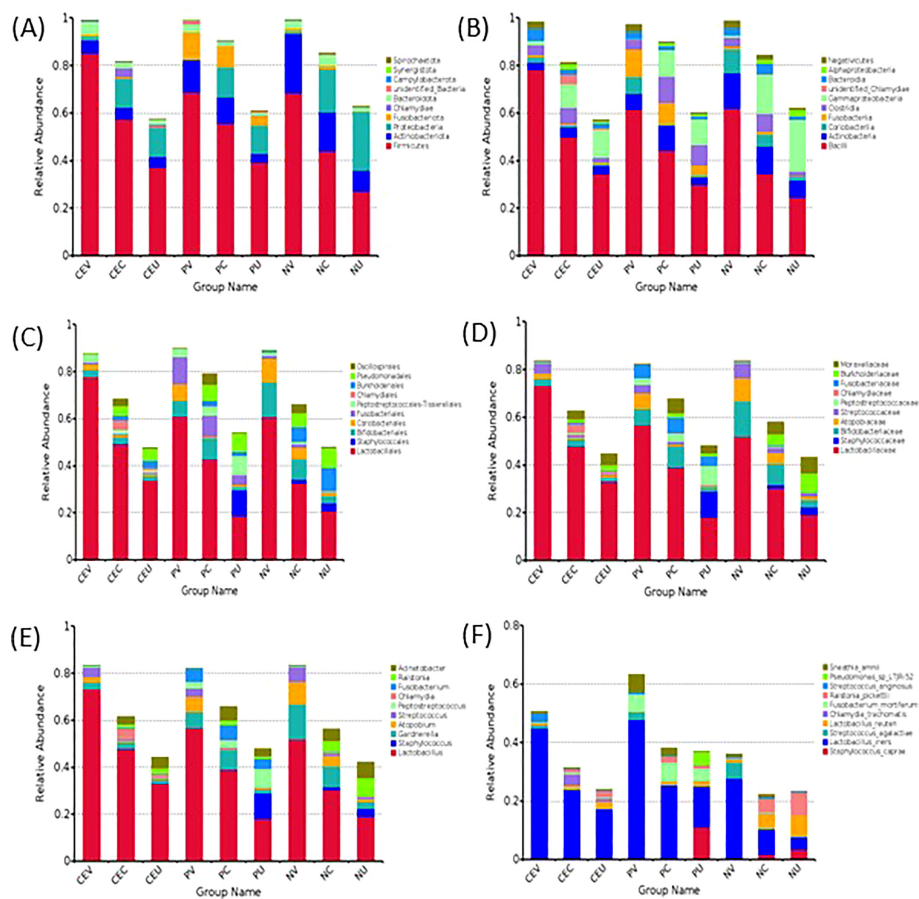 (A)
Relative Abundance
1
0.8
0.6
0.4
0.2
0
CEV CEC CEU PV PC PU NV NC NU
Group Name
Spirochaetota
Synergistota
Campylobacterota
unidentified_Bacteria
Bacteroidota
Chlamydiae
Fusobacteriota
Proteobacteria
Actinobacteriota
Firmicutes
(B)
Relative Abundance
1
0.8
0.6
0.4
0.2
0
CEV CEC CEU PV PC PU NV NC NU
Group Name
Negativicutes
Alphaproteobacteria
Bacteroidia
unidentified_Chlamydiae
Gammaproteobacteria
Clostridia
Fusobacteriia
Coriobacteriia
Actinobacteria
Bacilli
(C)
Relative Abundance
1
0.8
0.6
0.4
0.2
0
CEV CEC CEU PV PC PU NV NC NU
Group Name
Oscillospirales
Pseudomonadales
Burkholderiales
Chlamydiales
Peptostreptococcales-Tissierellales
Fusobacteriales
Coriobacteriales
Bifidobacteriales
Staphylococcales
Lactobacillales
(D)
Relative Abundance
1
0.8
0.6
0.4
0.2
0
CEV CEC CEU PV PC PU NV NC NU
Group Name
Moraxellaceae
Burkholderiaceae
Fusobacteriaceae
Chlamydiaceae
Peptostreptococcaceae
Streptococcaceae
Atopobiaceae
Bifidobacteriaceae
Staphylococcaceae
Lactobacillaceae
(E)
Relative Abundance
1
0.8
0.6
0.4
0.2
0
CEV CEC CEU PV PC PU NV NC NU
Group Name
Acinetobacter
Ralstonia
Fusobacterium
Chlamydia
Peptostreptococcus
Streptococcus
Atopobium
Gardnerella
Staphylococcus
Lactobacillus
(F)
Relative Abundance
0.8
0.6
0.4
0.2
0
CEV CEC CEU PV PC PU NV NC NU
Group Name
Sneathia_amnii
Pseudomonas_sp_LTJR-52
Streptococcus_anginosus
Ralstonia_pickettii
Fusobacterium_mortiferum
Chlamydia_trachomatis
Lactobacillus_reuteri
Streptococcus_agalactiae
Lactobacillus_iners
Staphylococcus_caprae